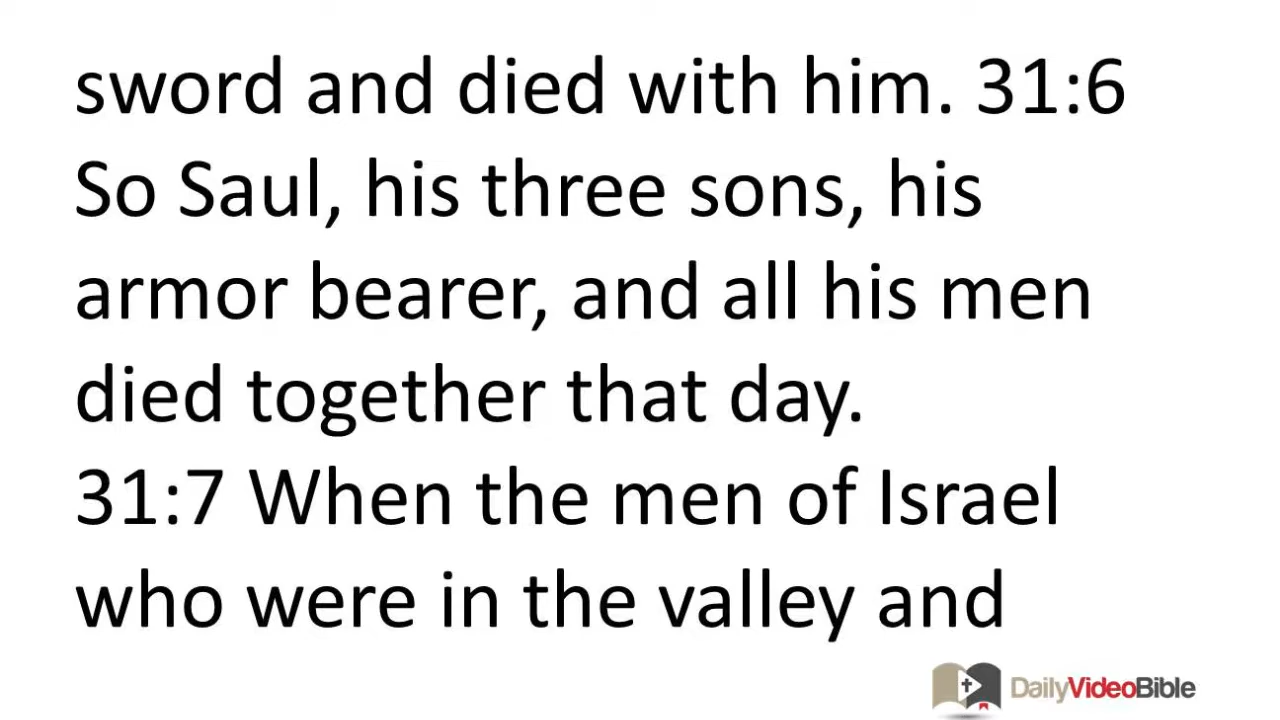 sword and died with him. 31:6
So Saul, his three sons, his
armor bearer, and all his men
died together that day.
31:7 When the men of Israel
who were in the valley and
DailyVideoBible